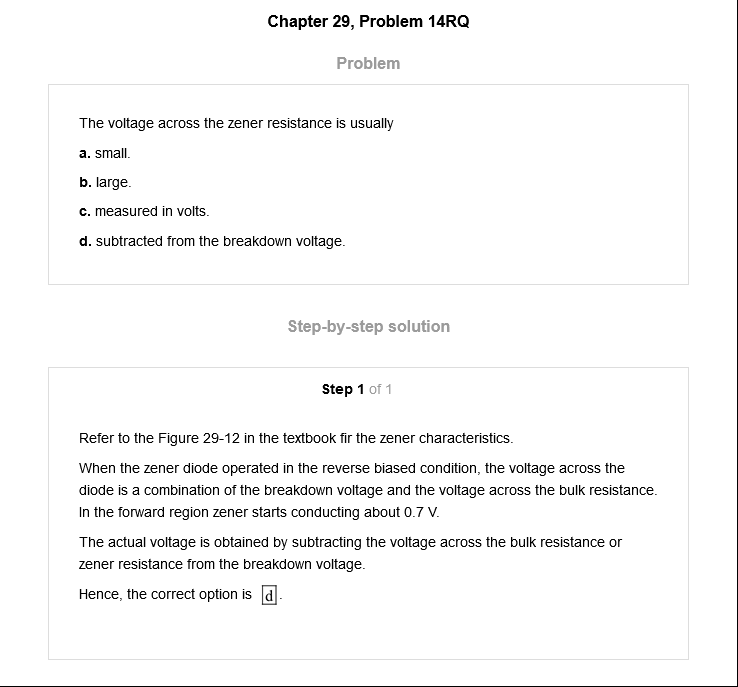 Chapter 29, Problem 14RQ
Problem
The voltage across the zener resistance is usually
a. small.
b. large.
c. measured in volts.
d. subtracted from the breakdown voltage.
Step-by-step solution
Step 1 of 1
Refer to the Figure 29-12 in the textbook fir the zener characteristics.
When the zener diode operated in the reverse biased condition, the voltage across the
diode is a combination of the breakdown voltage and the voltage across the bulk resistance.
In the forward region zener starts conducting about 0.7 V.
The actual voltage is obtained by subtracting the voltage across the bulk resistance or
zener resistance from the breakdown voltage.
Hence, the correct option is d.